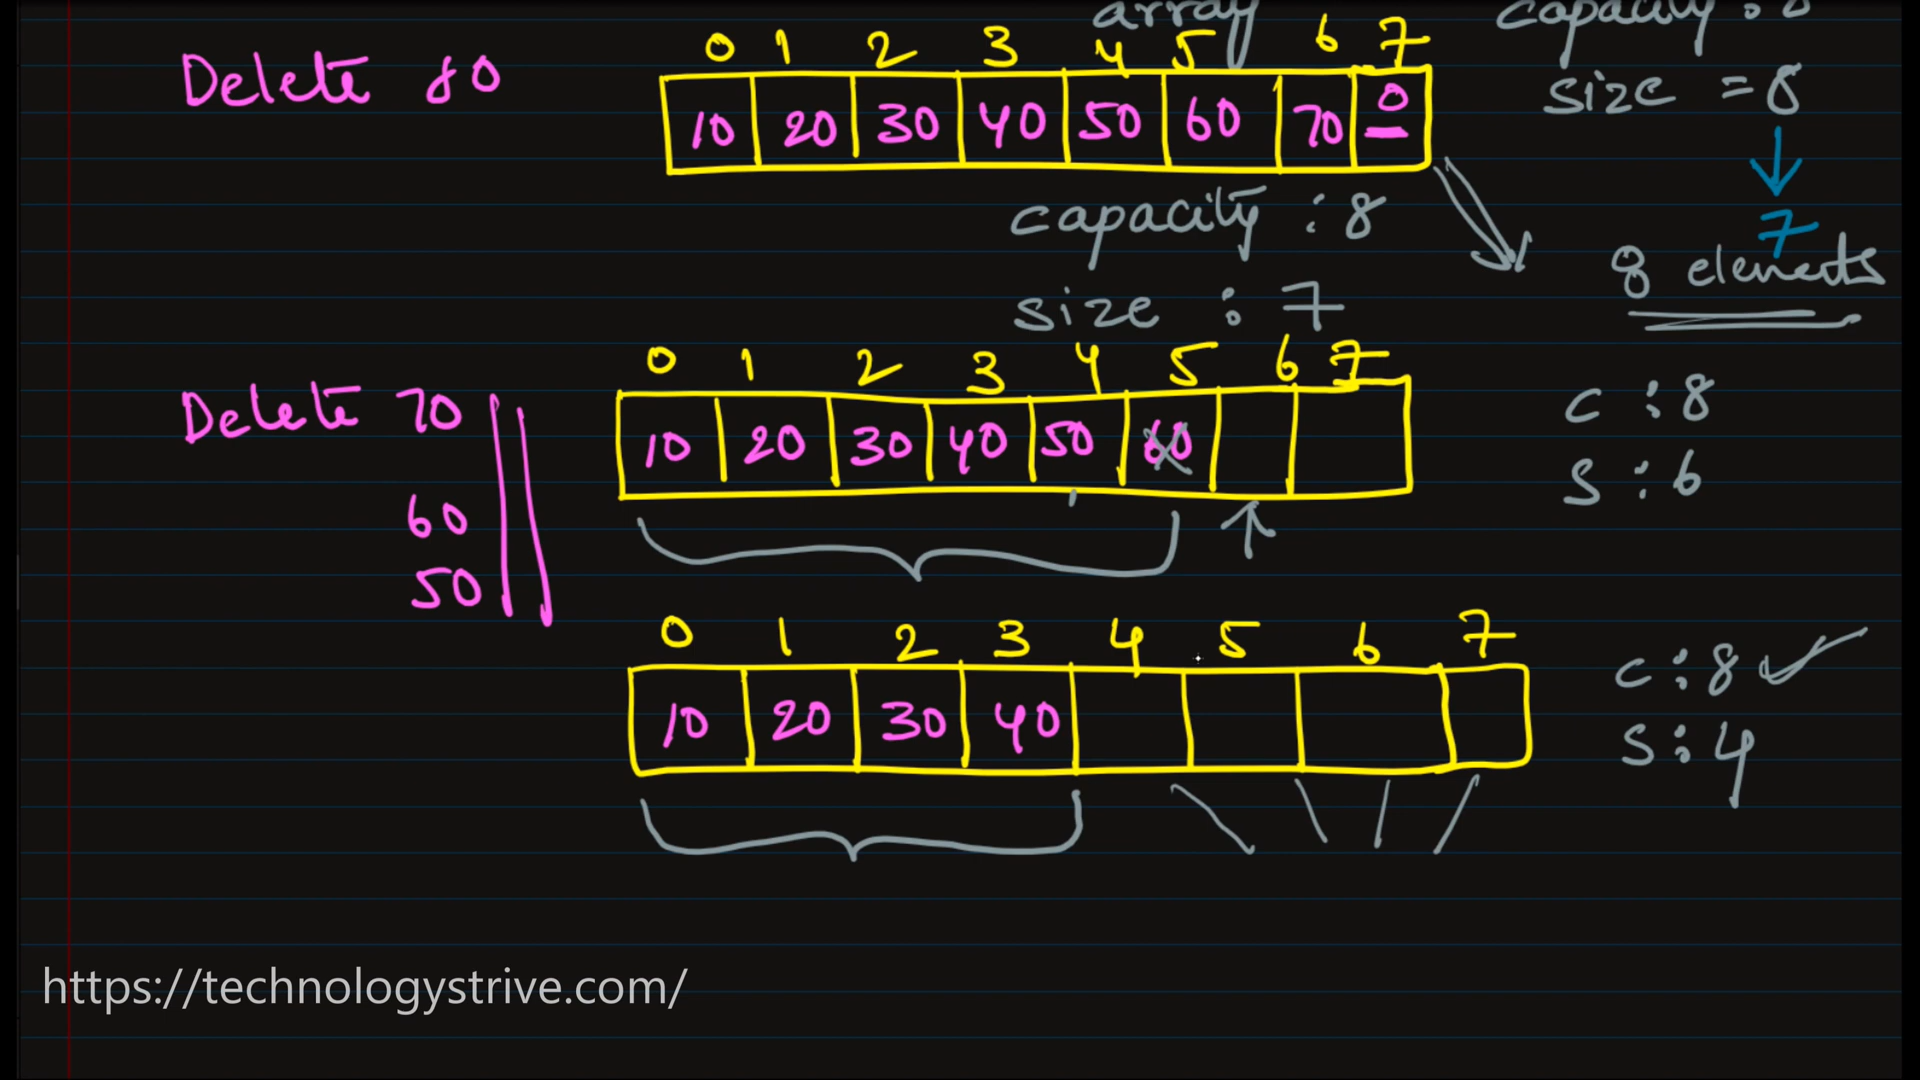 array
capacity : 8
0 1 2 3 4 5 6 7
Delete 80
10 20 30 40 50 60 70 0
size = 8
7
capacity : 8
8 elements
size : 7
0 1 2 3 4 5 6 7
Delete 70
10 20 30 40 50 60
c : 8
S : 6
60
50
0 1 2 3 4 5 6 7
10 20 30 40
c : 8
S : 4
https://technologystrive.com/